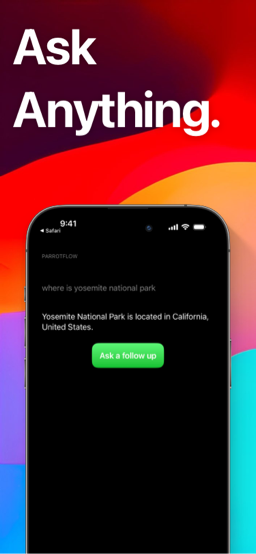 Ask
Anything.
9:41
◀ Safari
PARROTFLOW
where is yosemite national park
Yosemite National Park is located in California,
United States.
Ask a follow up